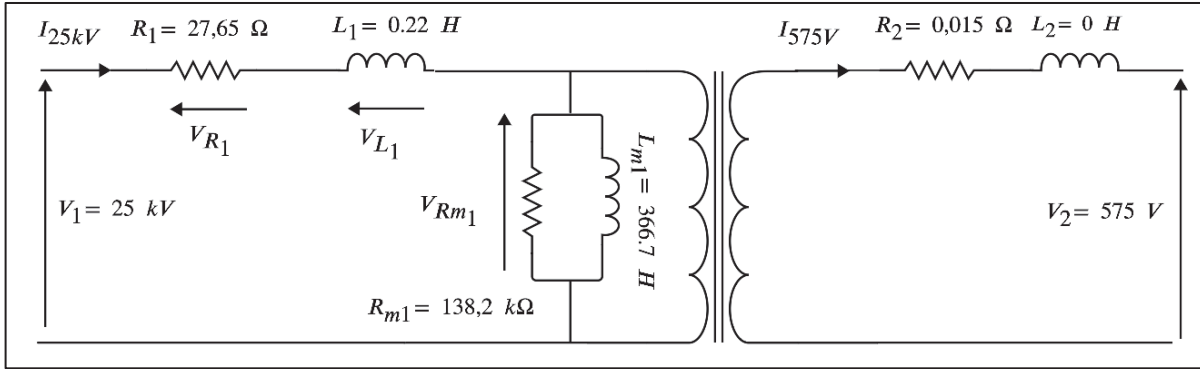 I25kV R1= 27,65 Ω L1= 0.22 H I575V R2= 0,015 Ω L2= 0 H
VR1 VL1
V1= 25 kV VRm1 Lm1 = 366.7 H V2= 575 V
Rm1= 138,2 kΩ